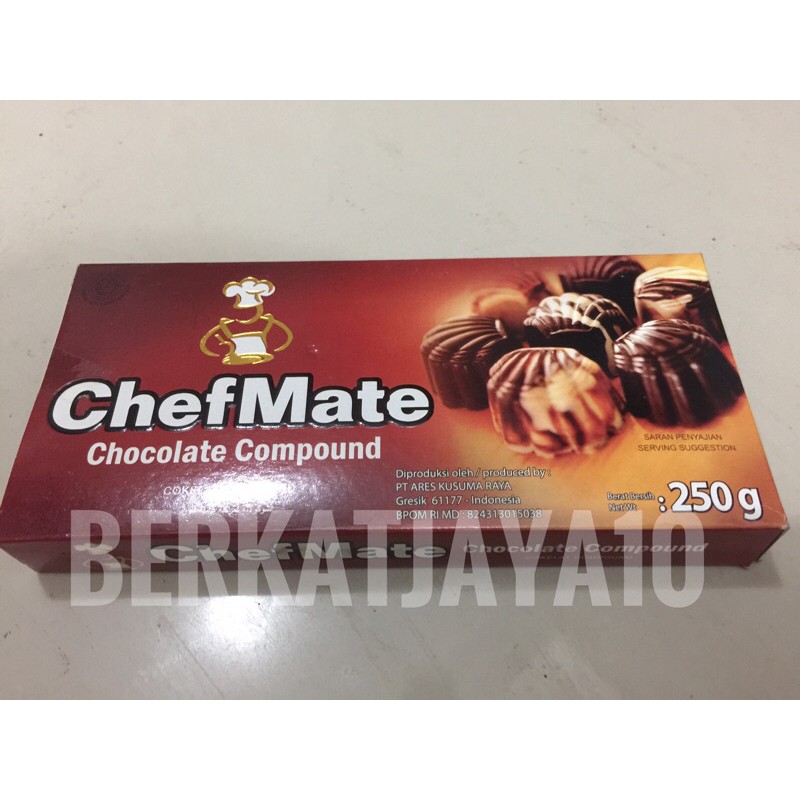 ChefMate
Chocolate Compound
Diproduksi oleh / produced by :
PT ARES KUSUMA RAYA
Gresik 61177 - Indonesia
BPOM RI MD : 824313015038
SARAN PENYAJIAN
SERVING SUGGESTION
Berat Bersih
Net Wt
: 250 g
ChefMate Chocolate Compound
BERKATJAYA10